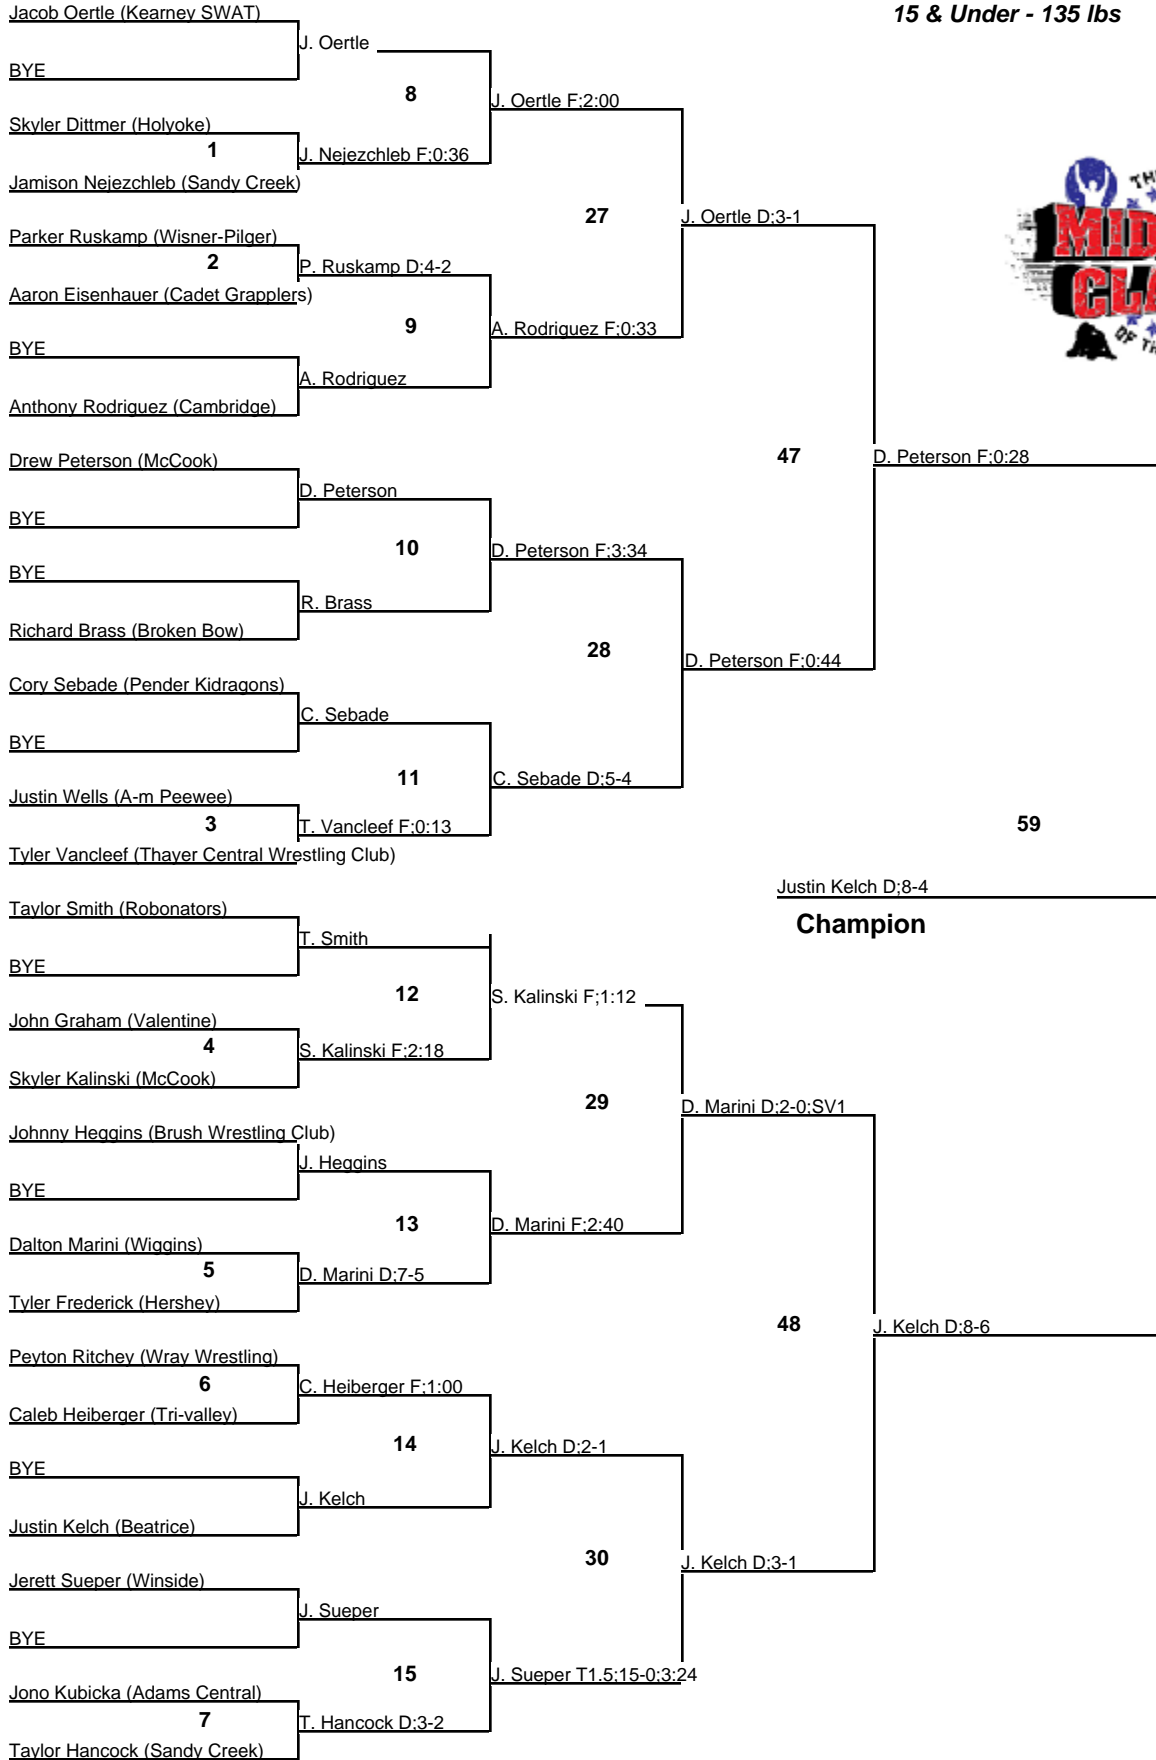 Jacob Oertle (Kearney SWAT)
15 & Under - 135 lbs
J. Oertle
BYE
8
J. Oertle F;2:00
Skyler Dittmer (Holyoke)
1
J. Nejezchleb F;0:36
Jamison Nejezchleb (Sandy Creek)
27
J. Oertle D;3-1
Parker Ruskamp (Wisner-Pilger)
2
P. Ruskamp D;4-2
Aaron Eisenhauer (Cadet Grapplers)
9
A. Rodriguez F;0:33
BYE
A. Rodriguez
Anthony Rodriguez (Cambridge)
TH
MID
CLA
OF TH
Drew Peterson (McCook)
47
D. Peterson F;0:28
D. Peterson
BYE
10
D. Peterson F;3:34
BYE
R. Brass
Richard Brass (Broken Bow)
28
D. Peterson F;0:44
Cory Sebade (Pender Kidragons)
C. Sebade
BYE
11
C. Sebade D;5-4
Justin Wells (A-m Peewee)
3
T. Vancleef F;0:13
59
Tyler Vancleef (Thayer Central Wrestling Club)
Justin Kelch D;8-4
Champion
Taylor Smith (Robonators)
T. Smith
BYE
12
S. Kalinski F;1:12
John Graham (Valentine)
4
S. Kalinski F;2:18
Skyler Kalinski (McCook)
29
D. Marini D;2-0;SV1
Johnny Heggins (Brush Wrestling Club)
J. Heggins
BYE
13
D. Marini F;2:40
Dalton Marini (Wiggins)
5
D. Marini D;7-5
Tyler Frederick (Hershey)
48
J. Kelch D;8-6
Peyton Ritchey (Wray Wrestling)
6
C. Heiberger F;1:00
Caleb Heiberger (Tri-valley)
14
J. Kelch D;2-1
BYE
J. Kelch
Justin Kelch (Beatrice)
30
J. Kelch D;3-1
Jerett Sueper (Winside)
J. Sueper
BYE
15
J. Sueper T1.5;15-0;3:24
Jono Kubicka (Adams Central)
7
T. Hancock D;3-2
Taylor Hancock (Sandy Creek)